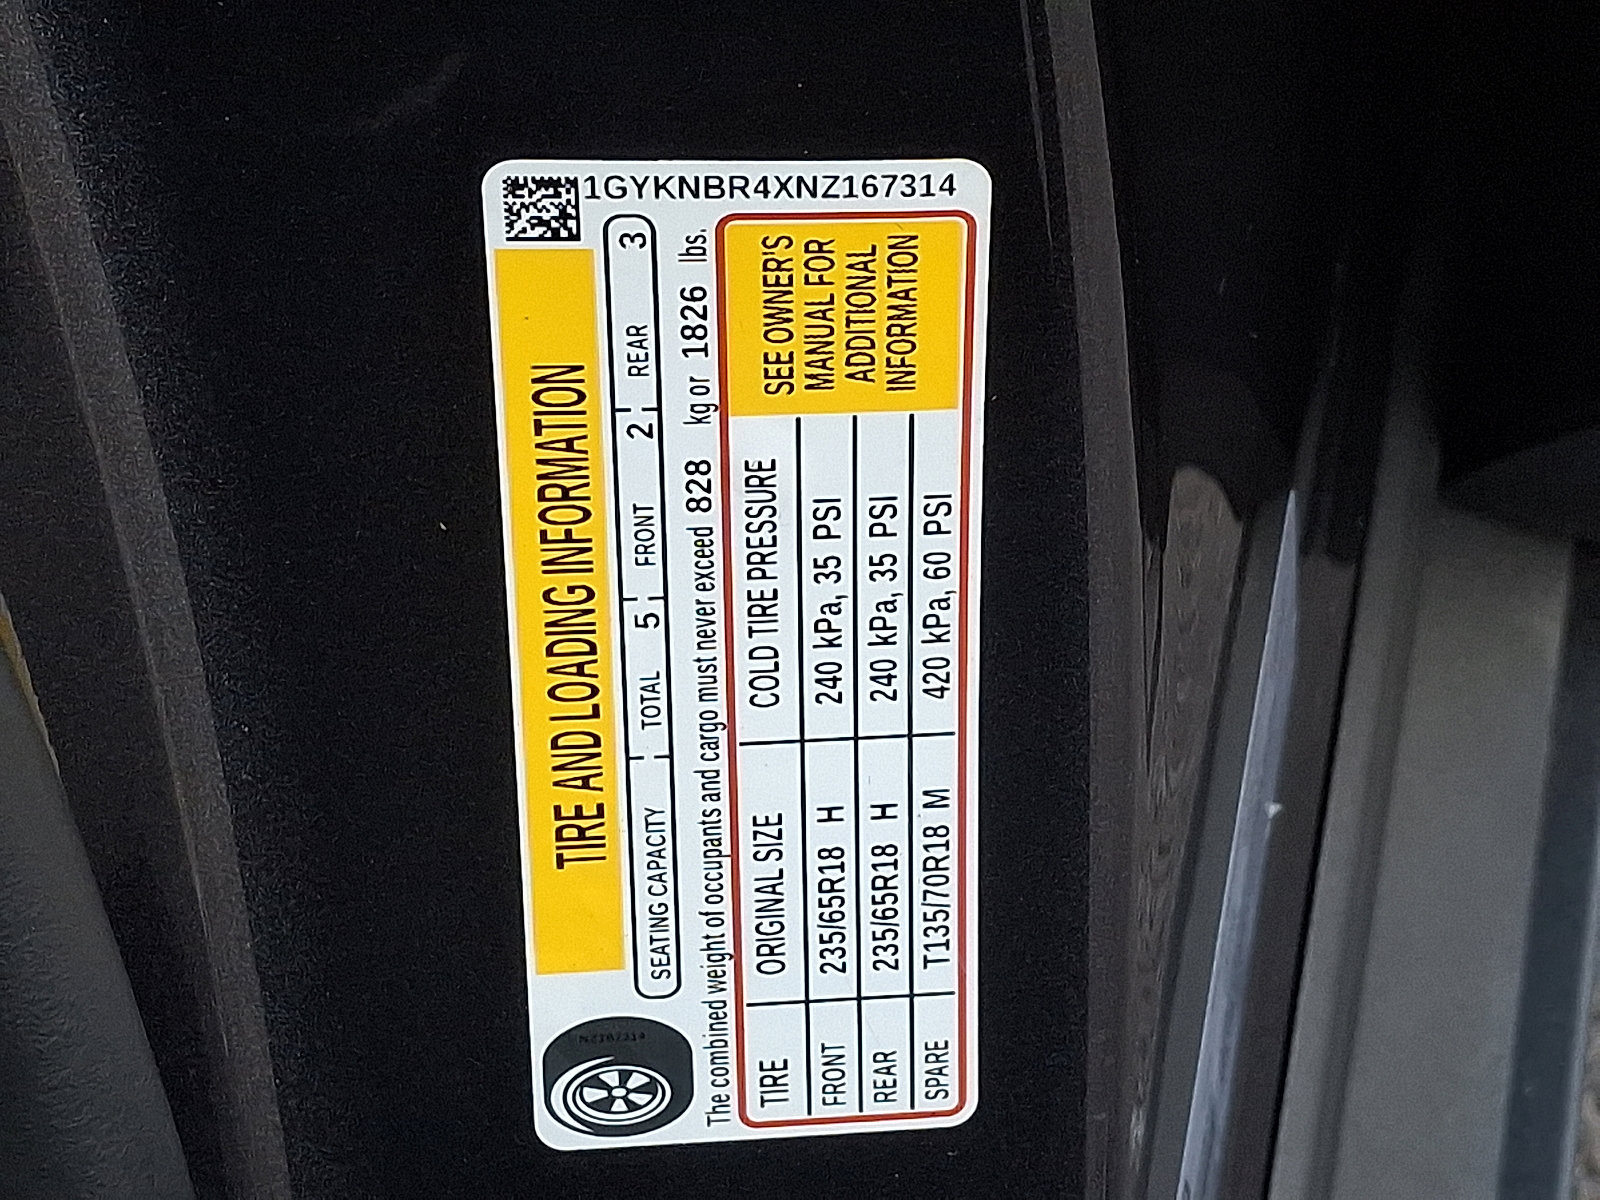 1GYKNBR4XNZ167314
TIRE AND LOADING INFORMATION
SEATING CAPACITY TOTAL 5 FRONT 2 REAR 3
The combined weight of occupants and cargo must never exceed 828 kg or 1826 lbs.
TIRE ORIGINAL SIZE COLD TIRE PRESSURE
FRONT 235/65R18 H 240 kPa, 35 PSI
REAR 235/65R18 H 240 kPa, 35 PSI
SPARE T135/70R18 M 420 kPa, 60 PSI
SEE OWNER'S
MANUAL FOR
ADDITIONAL
INFORMATION